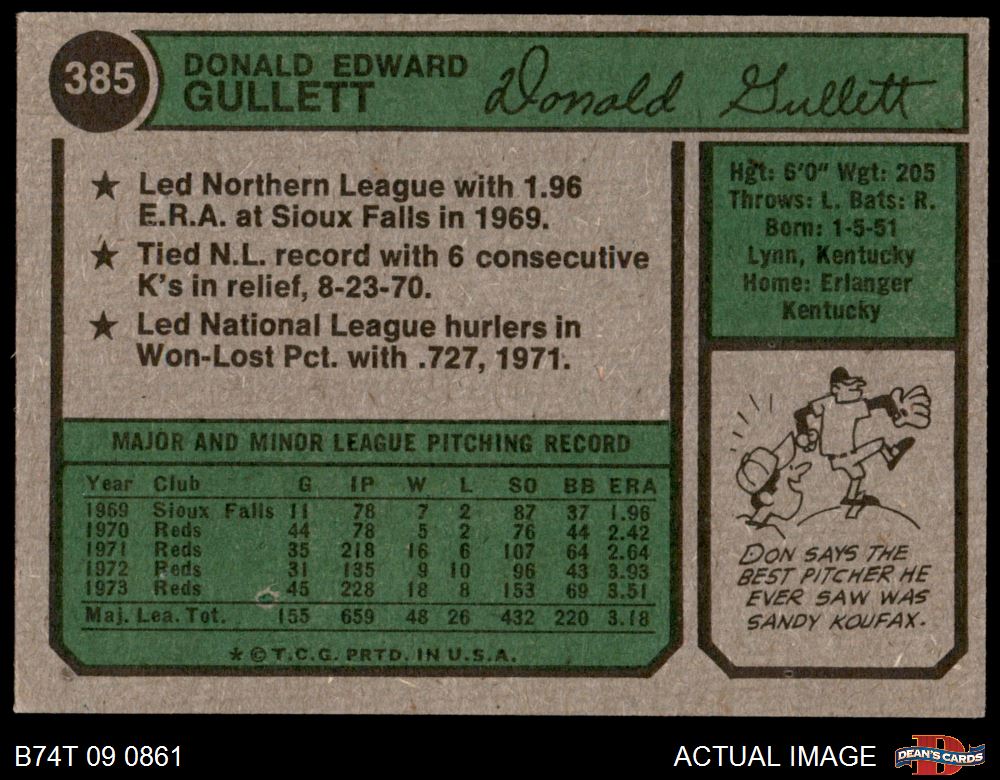 385
DONALD EDWARD
GULLETT
Donald Gullett
★ Led Northern League with 1.96
E.R.A. at Sioux Falls in 1969.
★ Tied N.L. record with 6 consecutive
K's in relief, 8-23-70.
★ Led National League hurlers in
Won-Lost Pct. with .727, 1971.
Hgt: 6'0" Wgt: 205
Throws: L. Bats: R.
Born: 1-5-51
Lynn, Kentucky
Home: Erlanger
Kentucky
MAJOR AND MINOR LEAGUE PITCHING RECORD
Year Club G IP W L SO BB ERA
1969 Sioux Falls 11 78 7 2 87 37 1.96
1970 Reds 44 78 5 2 76 44 2.42
1971 Reds 35 218 16 6 107 64 2.64
1972 Reds 31 135 9 10 96 43 3.93
1973 Reds 45 228 18 8 153 69 3.51
Maj. Lea. Tot. 155 659 48 26 432 220 3.18
★ © T.C.G. PRTD. IN U.S.A.
DON SAYS THE
BEST PITCHER HE
EVER SAW WAS
SANDY KOUFAX.
B74T 09 0861
ACTUAL IMAGE
D
DEAN'S CARDS